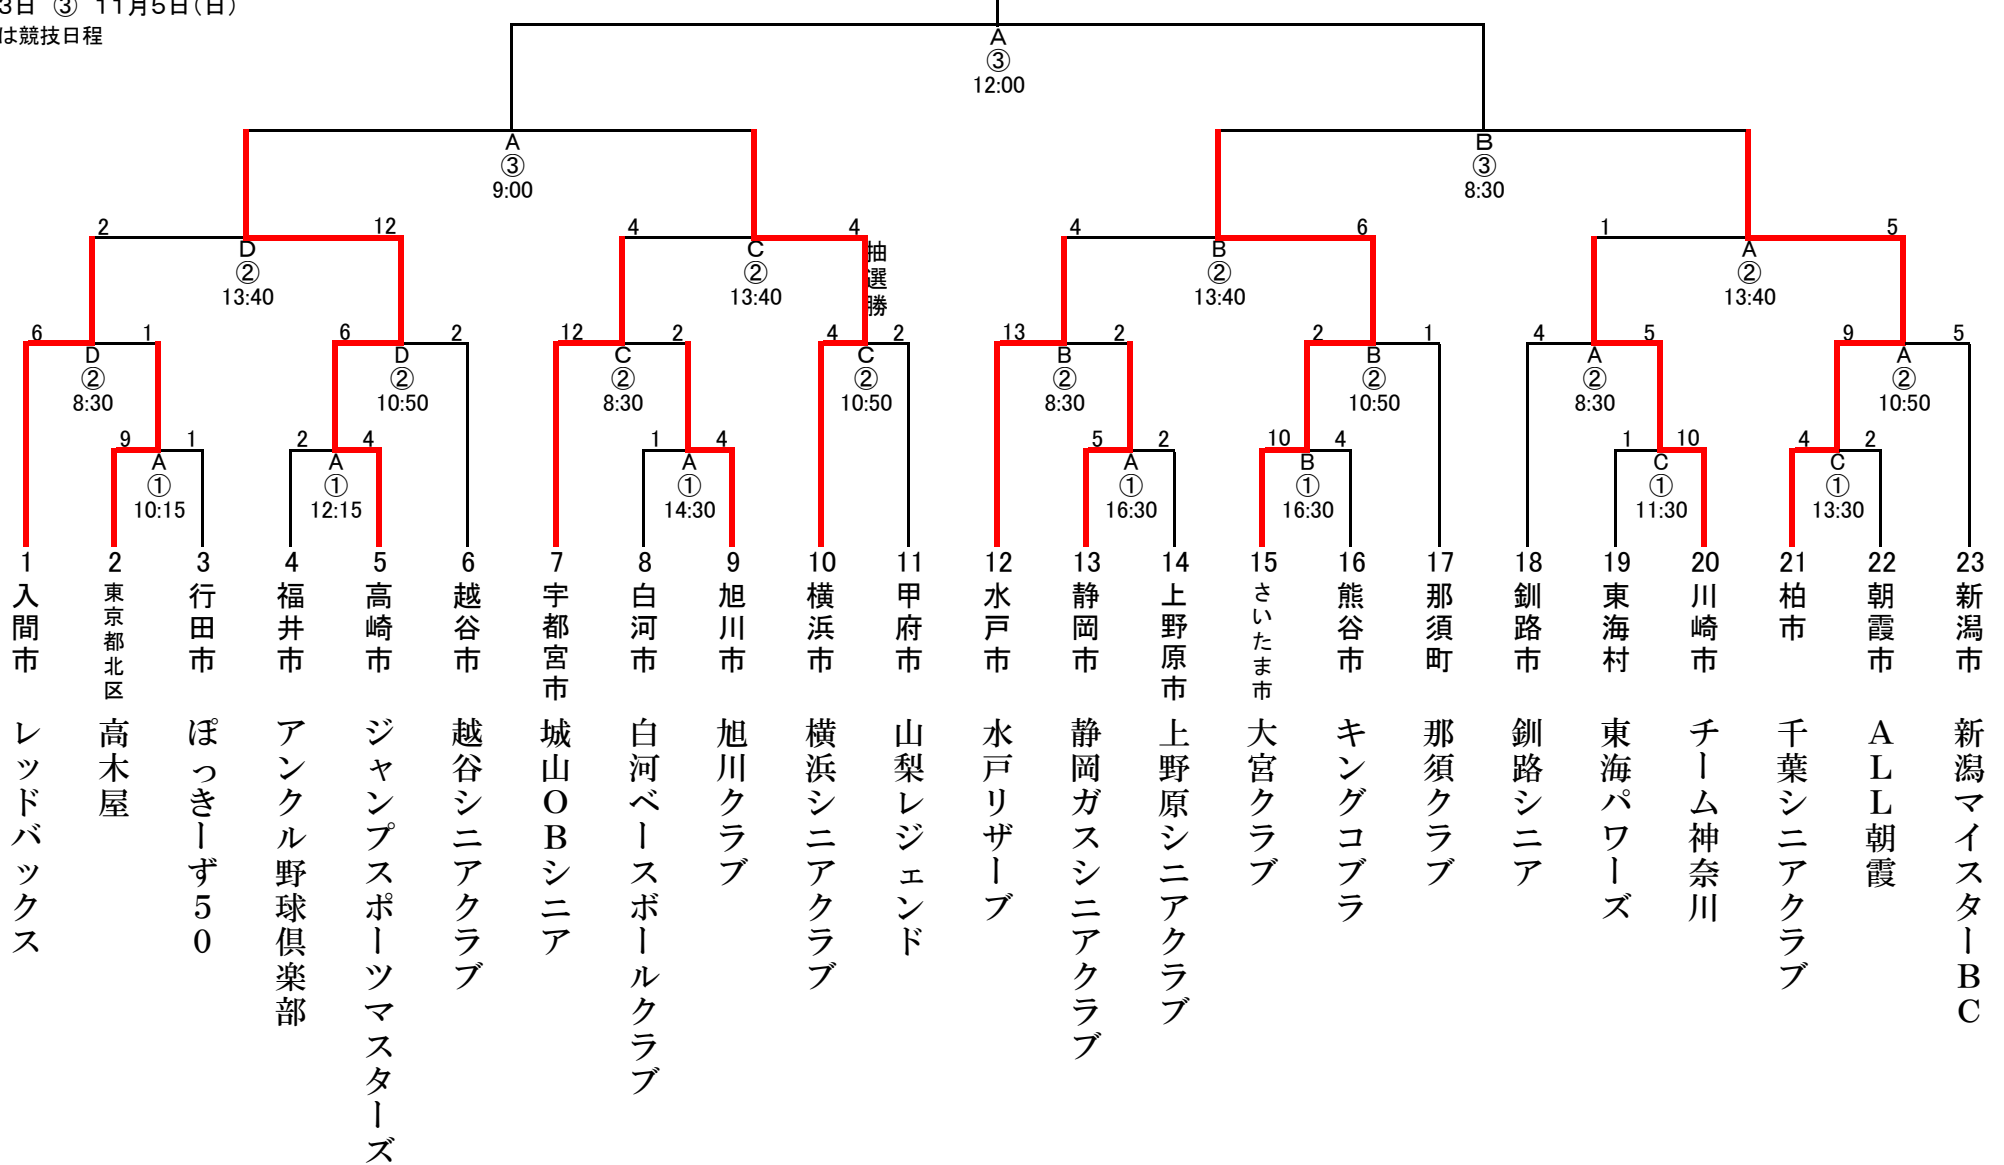 3日 ③ 11月5日(日)
は競技日程
A
③
12:00
A
③
9:00
B
③
8:30
2 12 4 4 4 6 1 5
D
②
13:40
C
②
13:40
抽選勝
B
②
13:40
A
②
13:40
6 1 6 2 12 2 4 2 13 2 2 1 4 5 9 5
D
②
8:30
D
②
10:50
C
②
8:30
C
②
10:50
B
②
8:30
B
②
10:50
A
②
8:30
A
②
10:50
9 1 2 4 1 4 5 2 10 4 1 10 4 2
A
①
10:15
A
①
12:15
A
①
14:30
A
①
16:30
B
①
16:30
C
①
11:30
C
①
13:30
1 入間市 レッドバックス
2 東京都北区 高木屋
3 行田市 ぽっきーず50
4 福井市 アンクル野球倶楽部
5 高崎市 ジャンプスポーツマスターズ
6 越谷市 越谷シニアクラブ
7 宇都宮市 城山OBシニア
8 白河市 白河ベースボールクラブ
9 旭川市 旭川クラブ
10 横浜市 横浜シニアクラブ
11 甲府市 山梨レジェンド
12 水戸市 水戸リザーブ
13 静岡市 静岡ガスシニアクラブ
14 上野原市 上野原シニアクラブ
15 さいたま市 大宮クラブ
16 熊谷市 キングコブラ
17 那須町 那須クラブ
18 釧路市 釧路シニア
19 東海村 東海パワーズ
20 川崎市 チーム神奈川
21 柏市 千葉シニアクラブ
22 朝霞市 ALL朝霞
23 新潟市 新潟マイスターBC